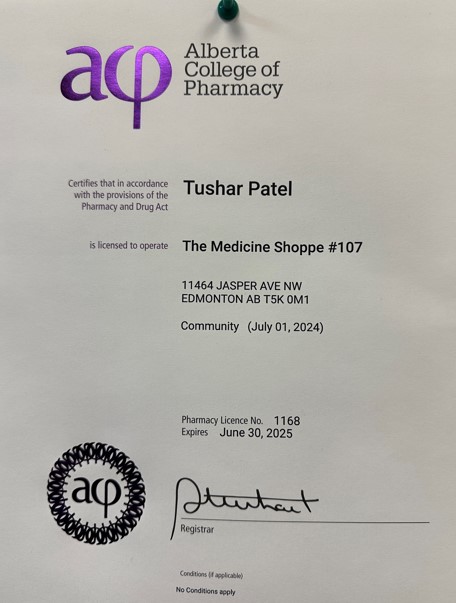 acp
Alberta
College of
Pharmacy
Certifies that in accordance
with the provisions of the
Pharmacy and Drug Act
Tushar Patel
is licensed to operate
The Medicine Shoppe #107
11464 JASPER AVE NW
EDMONTON AB T5K 0M1
Community (July 01, 2024)
Pharmacy Licence No. 1168
Expires June 30, 2025
acp
Registrar
Conditions (if applicable)
No Conditions apply